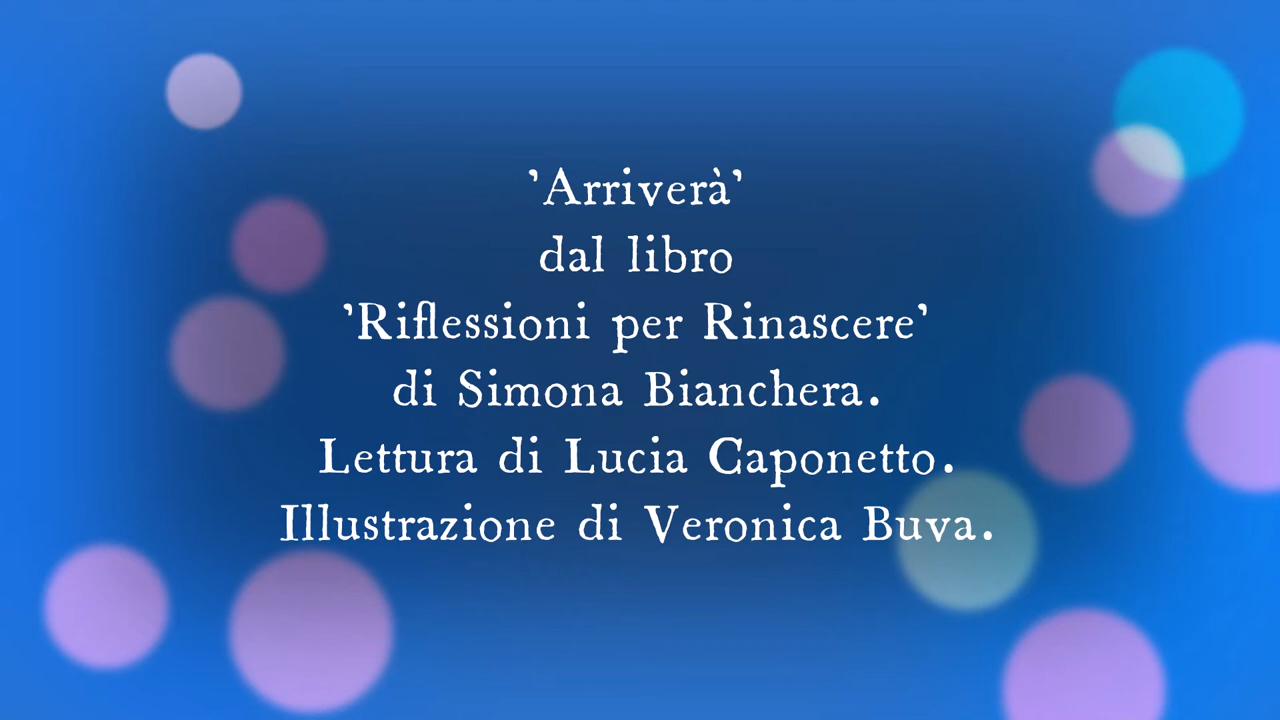 ’Arriverà’
dal libro
’Riflessioni per Rinascere’
di Simona Bianchera.
Lettura di Lucia Caponetto.
Illustrazione di Veronica Buva.